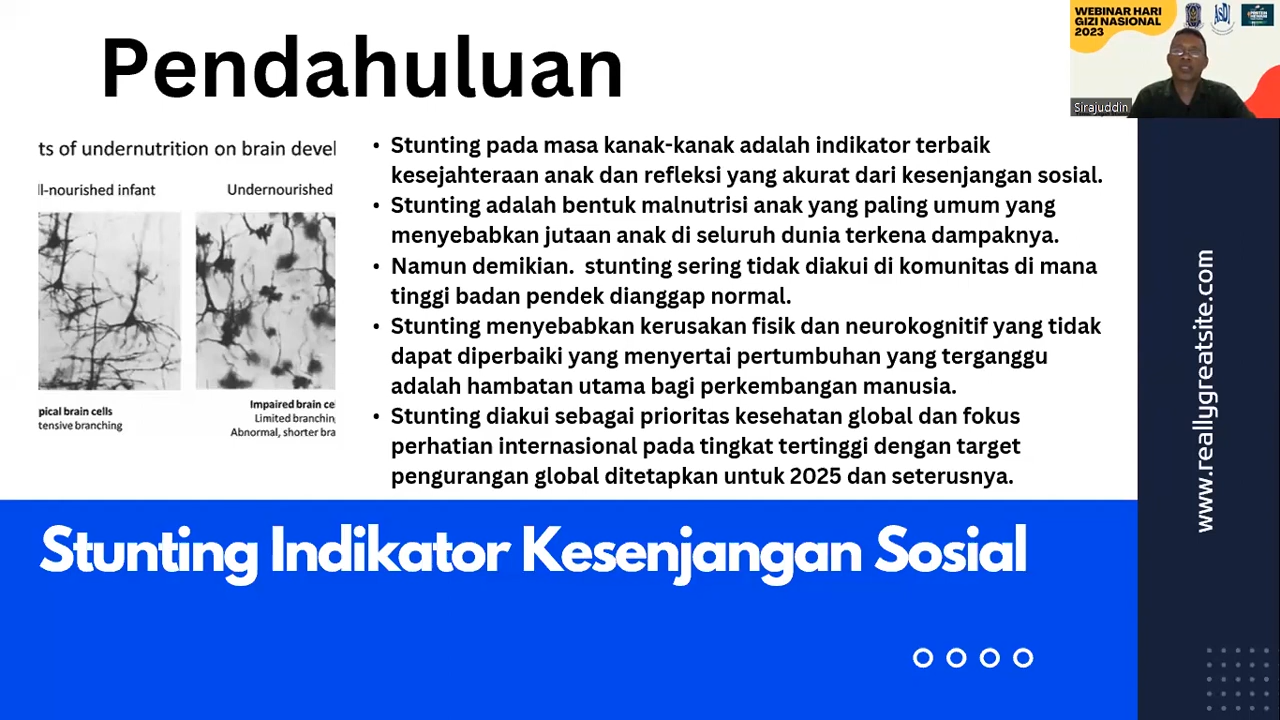 Pendahuluan
ts of undernutrition on brain devel
ll-nourished infant
Undernourished
pical brain cells
tensive branching
Impaired brain ce
Limited branchin
Abnormal, shorter bra
• Stunting pada masa kanak-kanak adalah indikator terbaik
kesejahteraan anak dan refleksi yang akurat dari kesenjangan sosial.
• Stunting adalah bentuk malnutrisi anak yang paling umum yang
menyebabkan jutaan anak di seluruh dunia terkena dampaknya.
• Namun demikian.  stunting sering tidak diakui di komunitas di mana
tinggi badan pendek dianggap normal.
• Stunting menyebabkan kerusakan fisik dan neurokognitif yang tidak
dapat diperbaiki yang menyertai pertumbuhan yang terganggu
adalah hambatan utama bagi perkembangan manusia.
• Stunting diakui sebagai prioritas kesehatan global dan fokus
perhatian internasional pada tingkat tertinggi dengan target
pengurangan global ditetapkan untuk 2025 dan seterusnya.
Stunting Indikator Kesenjangan Sosial
WEBINAR HARI
GIZI NASIONAL
2023
Sirajuddin
www.reallygreatsite.com